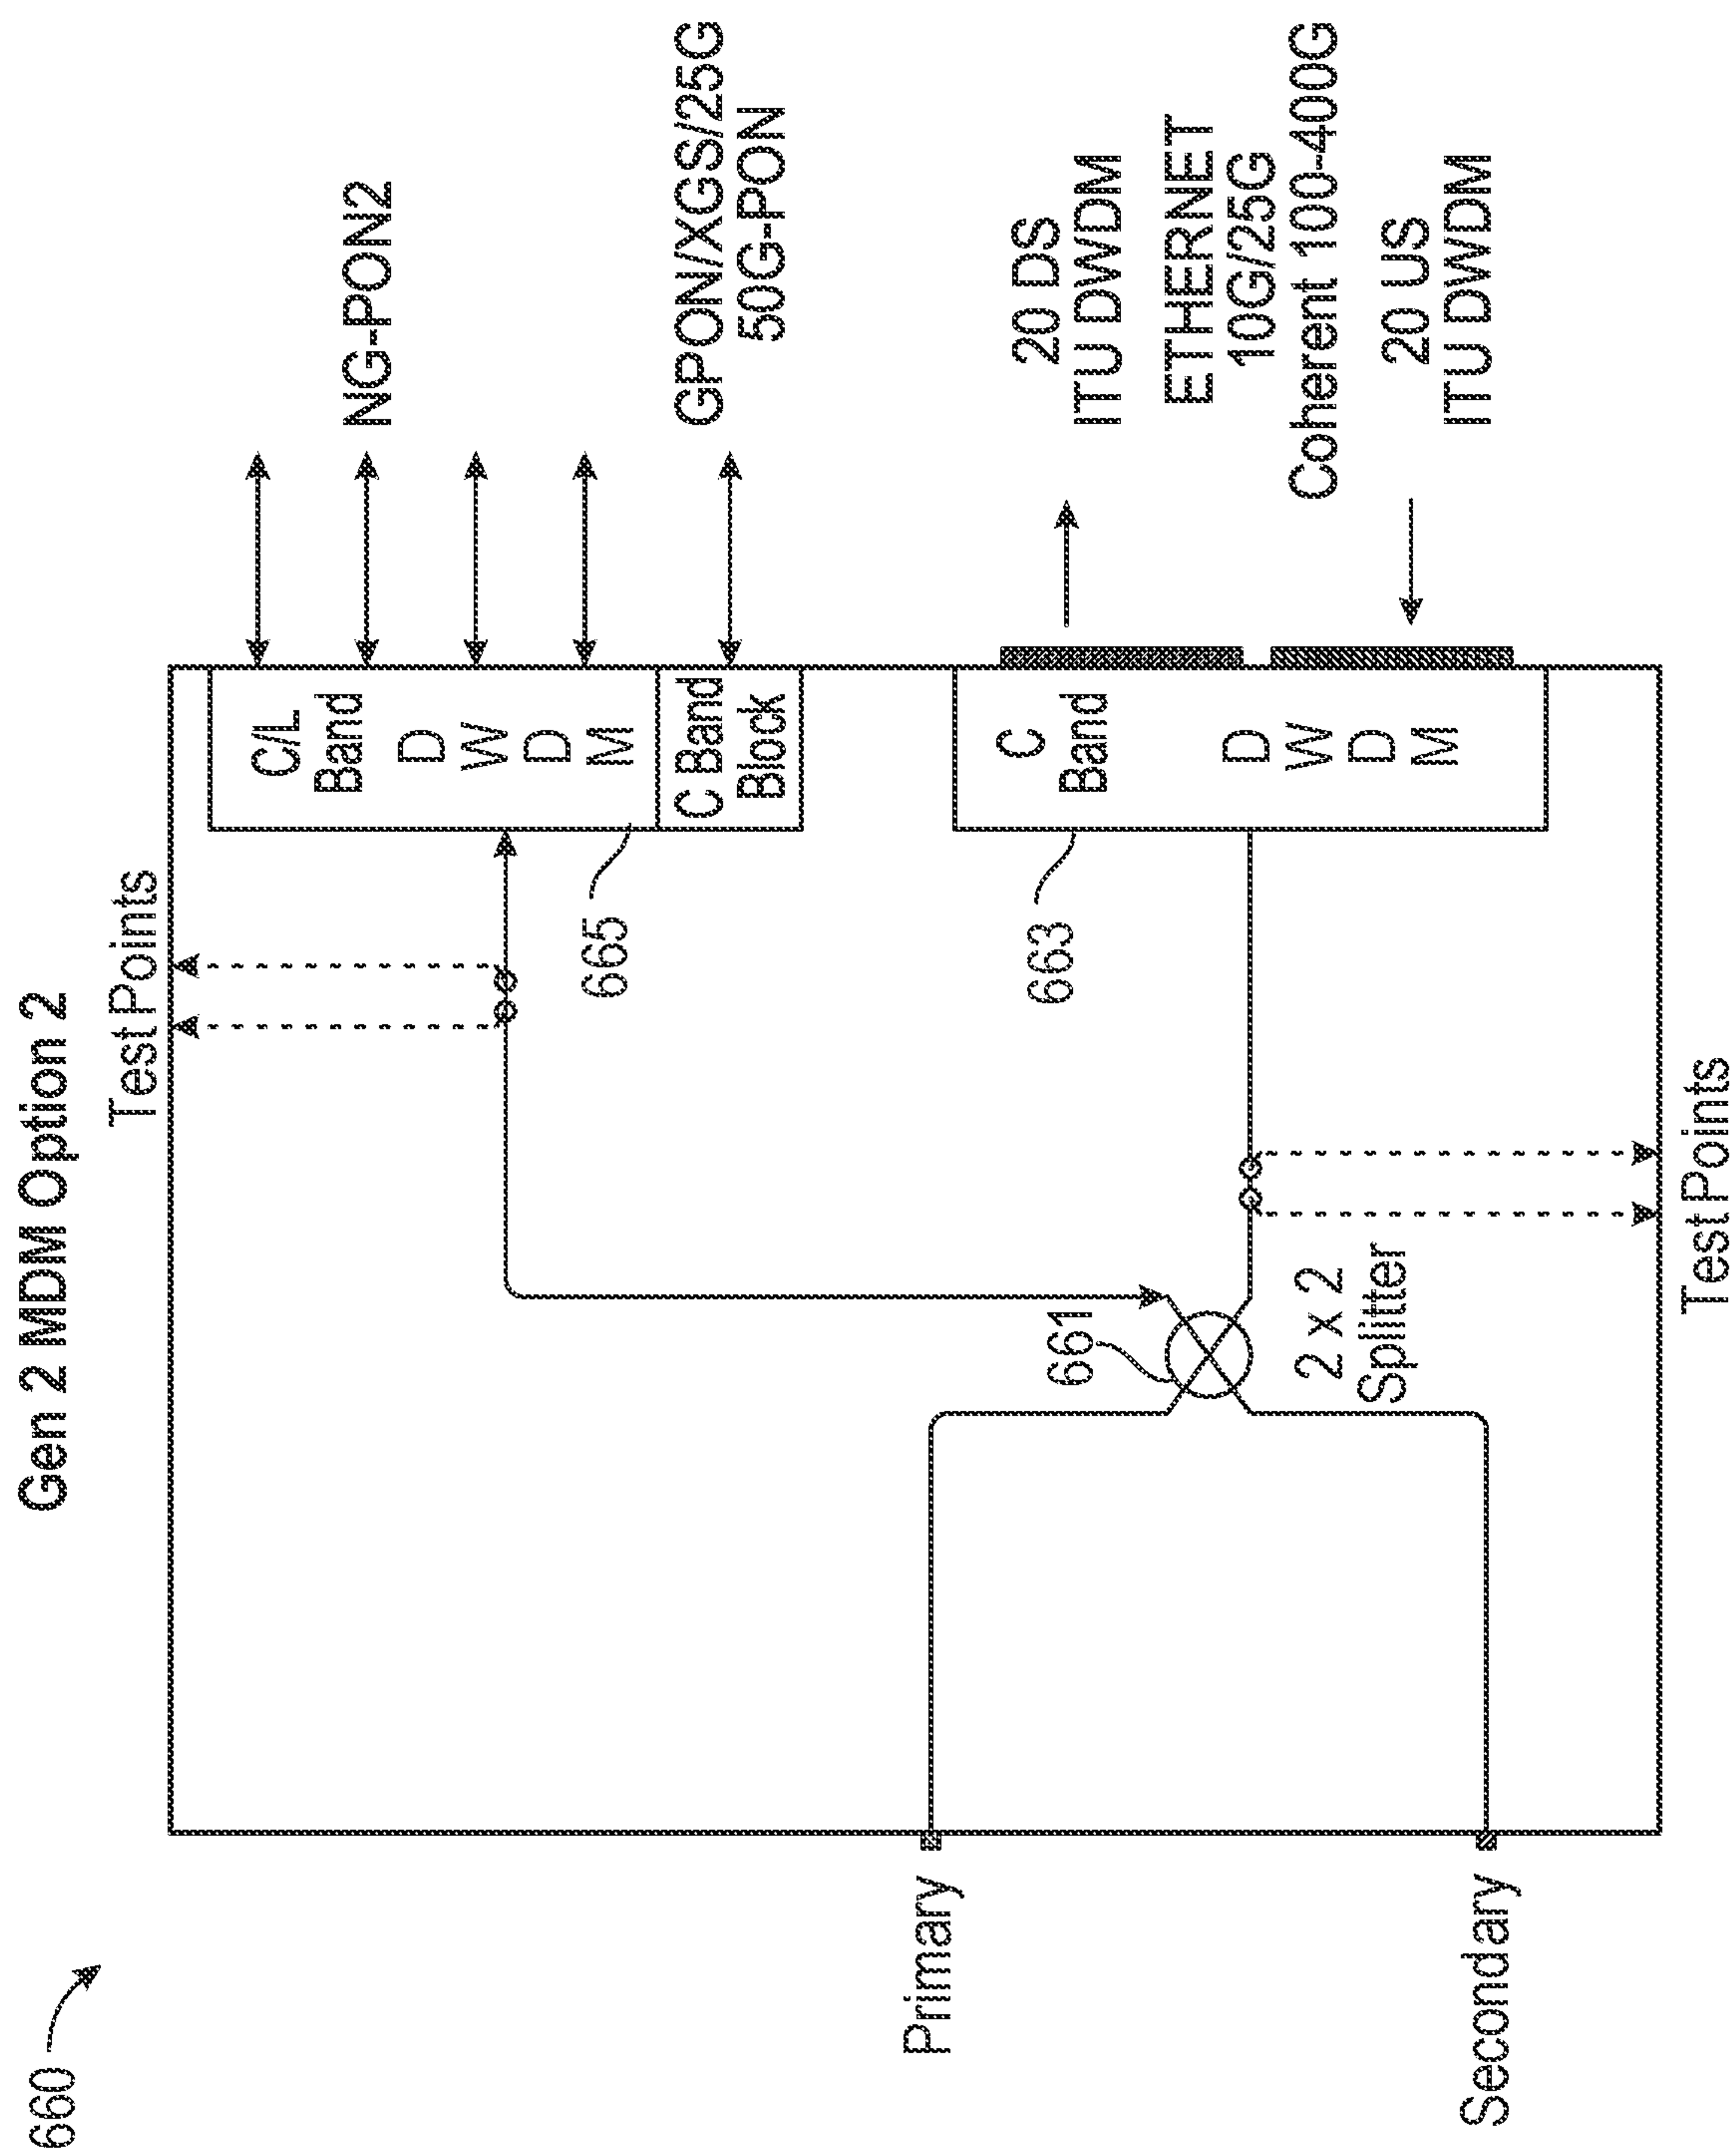 660
Gen 2 MDM Option 2
Test Points
C/L
Band
D
W
D
M
C Band
Block
665
NG-PON2
GPON/XGS/25G
50G-PON
Primary
Secondary
661
2 x 2
Splitter
663
C
Band
D
W
D
M
20 DS
ITU DWDM
ETHERNET
10G/25G
Coherent 100-400G
20 US
ITU DWDM
Test Points